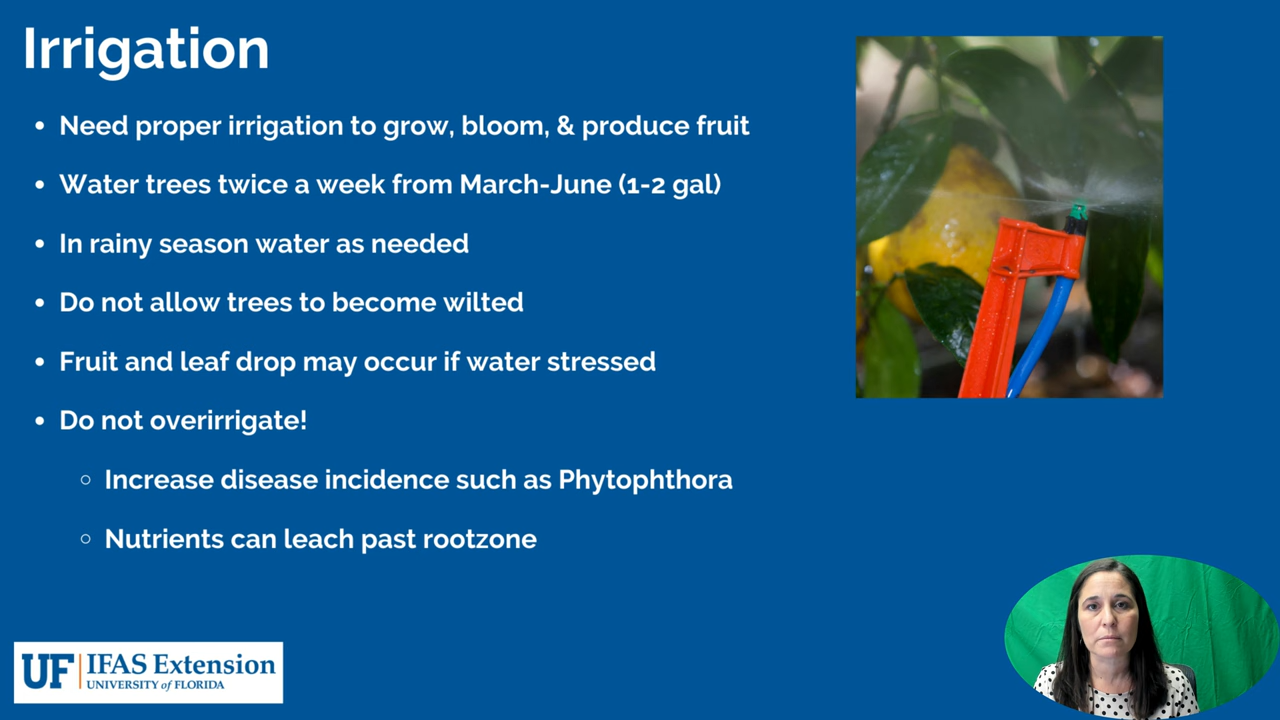 Irrigation
Need proper irrigation to grow, bloom, & produce fruit
Water trees twice a week from March-June (1-2 gal)
In rainy season water as needed
Do not allow trees to become wilted
Fruit and leaf drop may occur if water stressed
Do not overirrigate!
Increase disease incidence such as Phytophthora
Nutrients can leach past rootzone
UF IFAS Extension
UNIVERSITY of FLORIDA